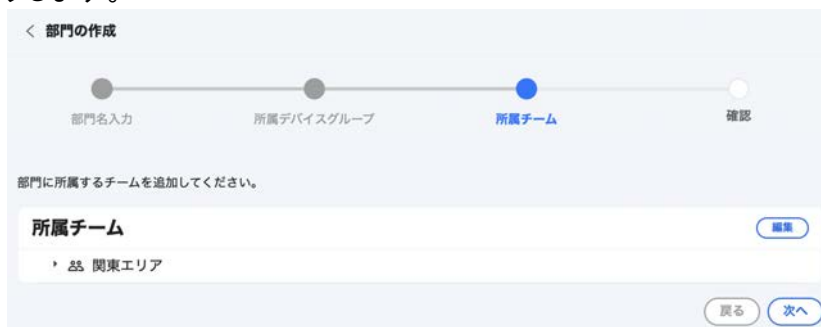 < 部門の作成
部門名入力 所属デバイスグループ 所属チーム 確認
部門に所属するチームを追加してください。
所属チーム 編集
関東エリア
戻る 次へ